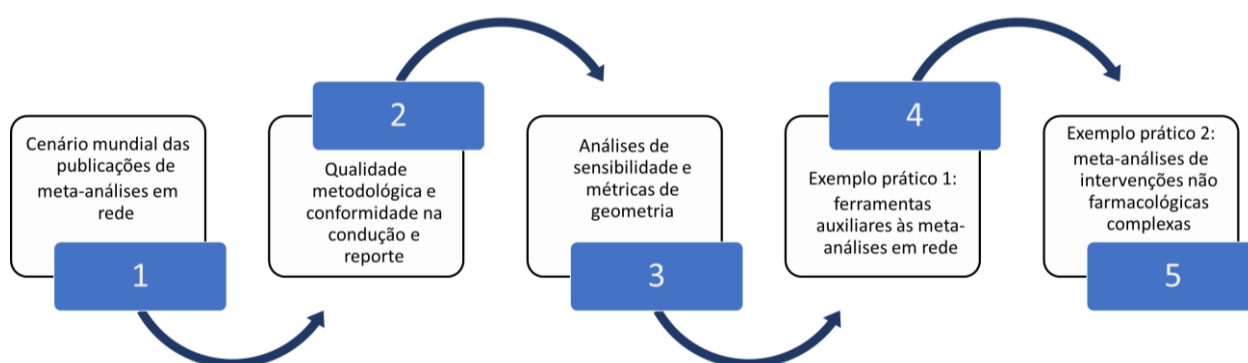 Cenário mundial das
publicações de
meta-análises em
rede
1
2
Qualidade
metodológica e
conformidade na
condução e
reporte
Análises de
sensibilidade e
métricas de
geometria
3
4
Exemplo prático 1:
ferramentas
auxiliares às meta-
análises em rede
Exemplo prático 2:
meta-análises de
intervenções não
farmacológicas
complexas
5